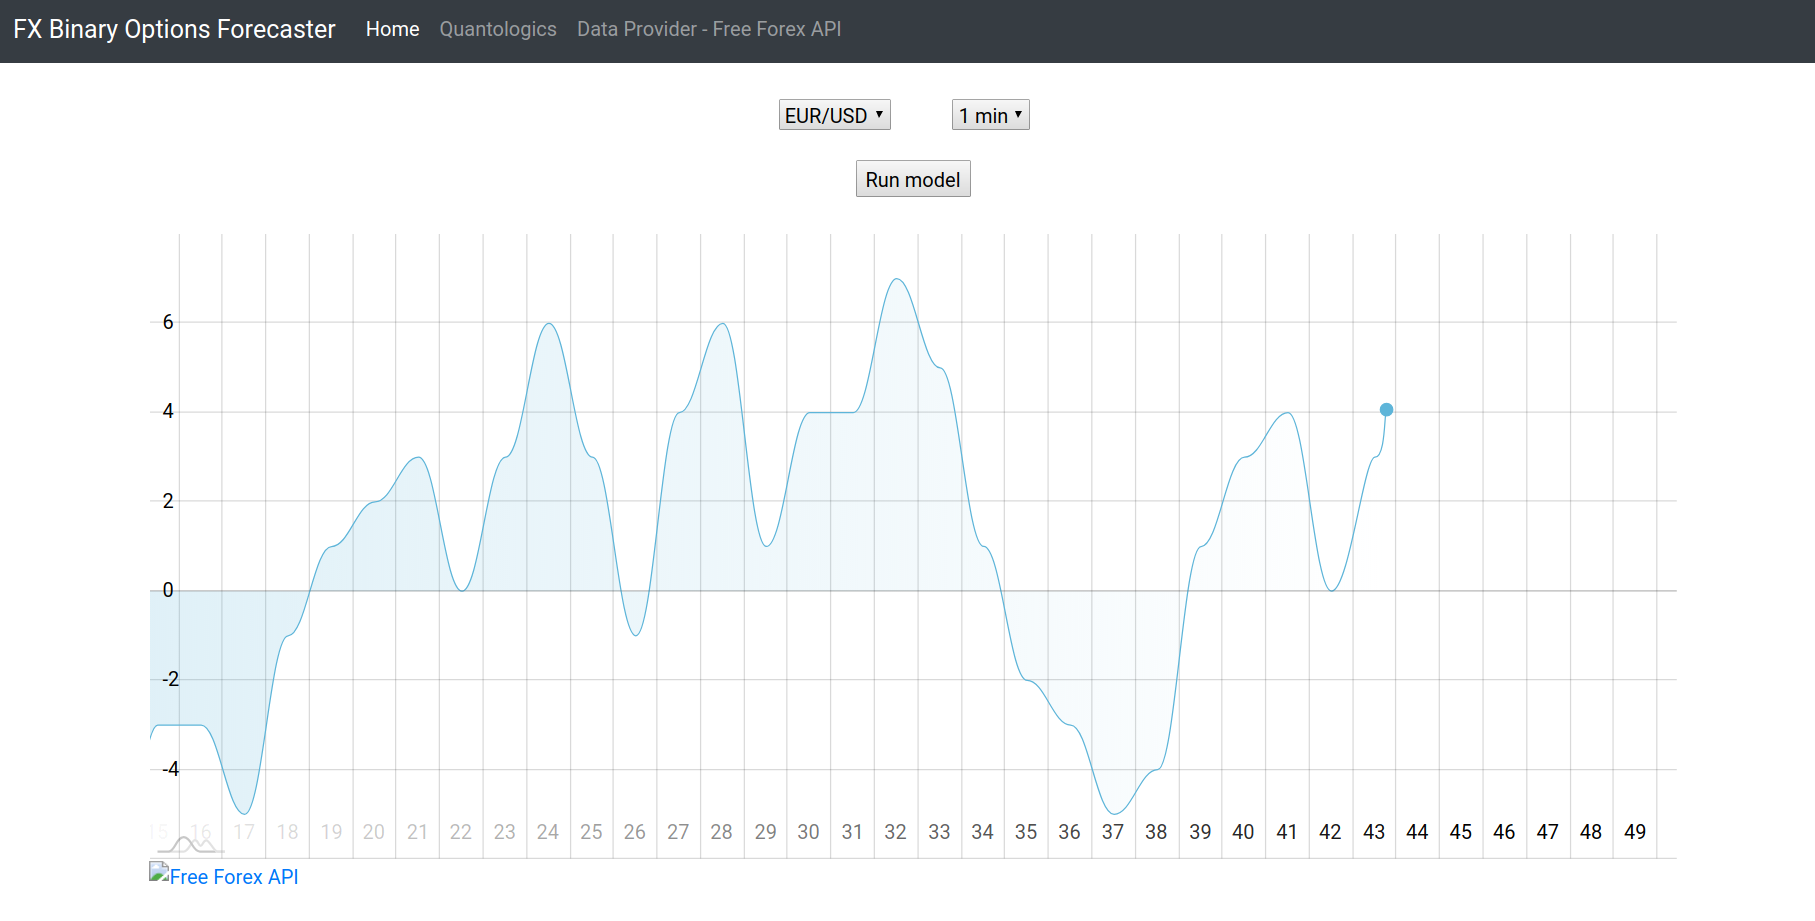 FX Binary Options Forecaster Home Quantologics Data Provider - Free Forex API
EUR/USD 1 min
Run model
6
4
2
0
-2
-4
15 16 17 18 19 20 21 22 23 24 25 26 27 28 29 30 31 32 33 34 35 36 37 38 39 40 41 42 43 44 45 46 47 48 49
Free Forex API